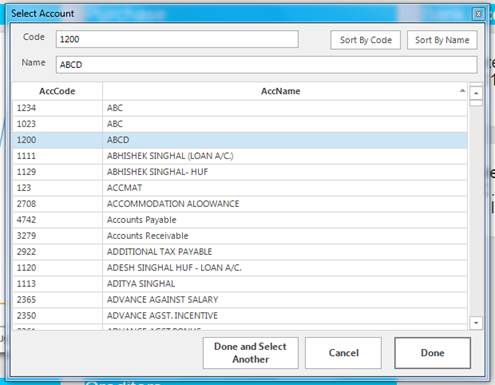 Select Account
Code 1200 Sort By Code Sort By Name
Name ABCD
AccCode AccName
1234 ABC
1023 ABC
1200 ABCD
1111 ABHISHEK SINGHAL (LOAN A/C.)
1129 ABHISHEK SINGHAL- HUF
123 ACCMAT
2708 ACCOMMODATION ALOOWANCE
4742 Accounts Payable
3279 Accounts Receivable
2922 ADDITIONAL TAX PAYABLE
1120 ADESH SINGHAL HUF - LOAN A/C.
1113 ADITYA SINGHAL
2365 ADVANCE AGAINST SALARY
2350 ADVANCE AGST. INCENTIVE
Done and Select Another Cancel Done